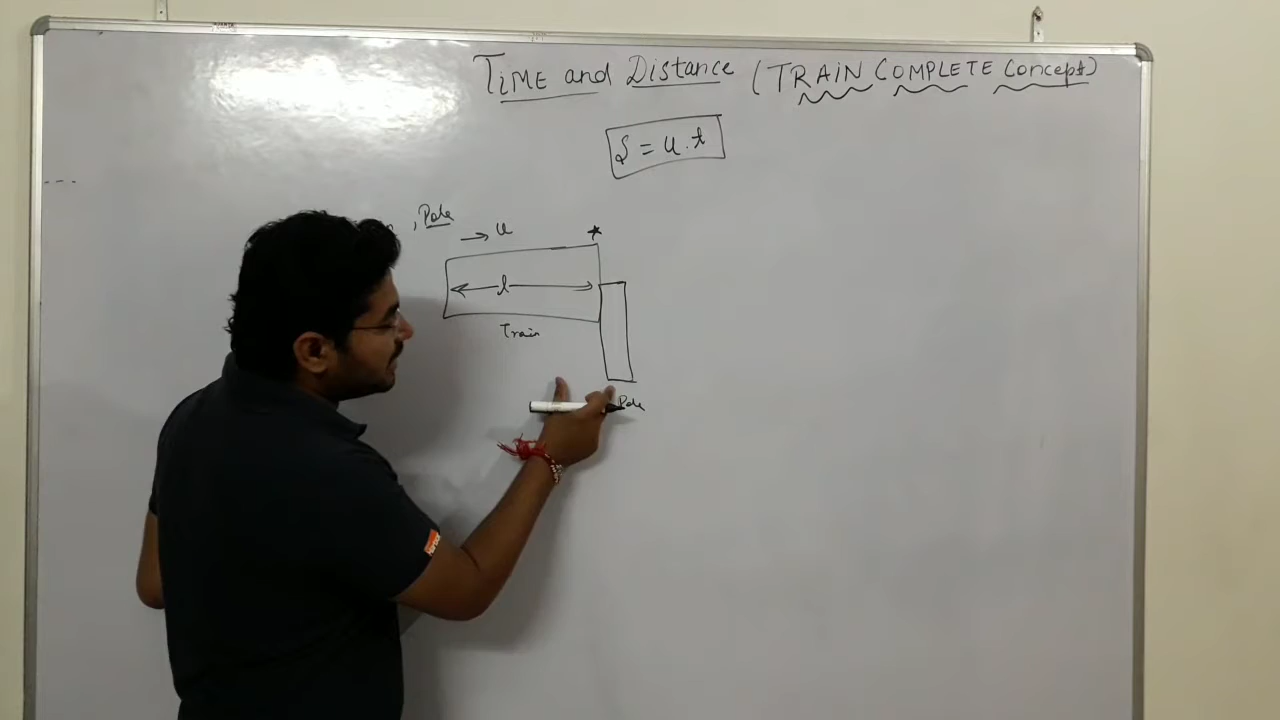 TIME and Distance (TRAIN COMPLETE Concept)
S = u.t
, Pole
→ u
*
l
Train
Pole